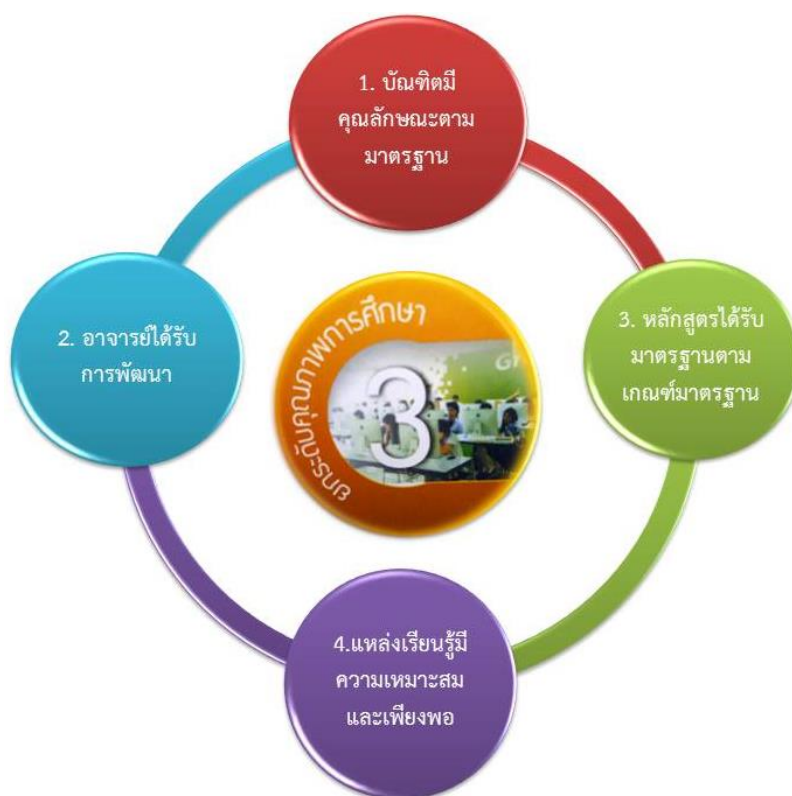 1. บัณฑิตมี
คุณลักษณะตาม
มาตรฐาน
2. อาจารย์ได้รับ
การพัฒนา
ยกระดับคุณภาพการศึกษา
3
3. หลักสูตรได้รับ
มาตรฐานตาม
เกณฑ์มาตรฐาน
4.แหล่งเรียนรู้มี
ความเหมาะสม
และเพียงพอ